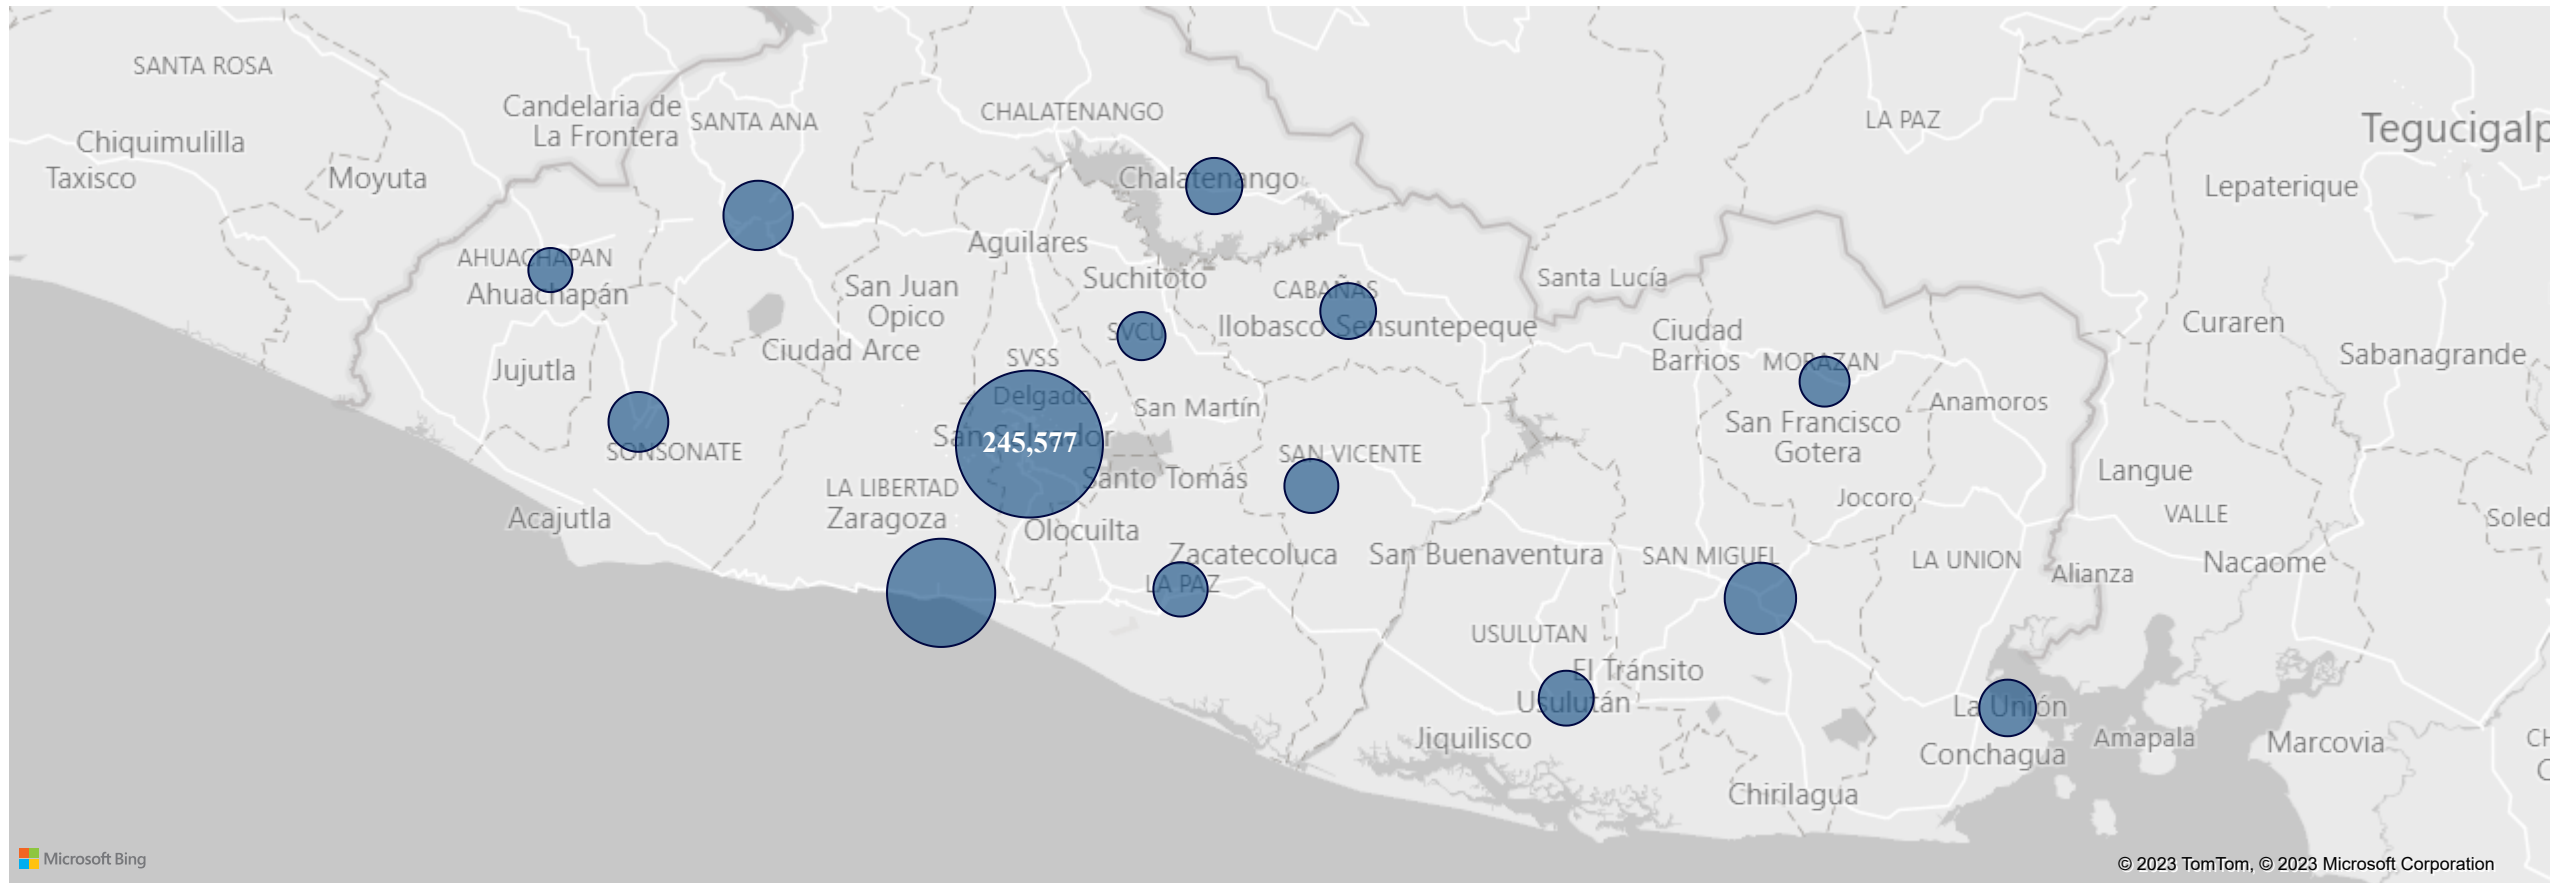 SANTA ROSA
Chiquimulilla
Taxisco
Moyuta
Candelaria de
La Frontera
SANTA ANA
CHALATENANGO
Chalatenango
LA PAZ
Tegucigalp
Lepaterique
AHUACHAPAN
Ahuachapán
Aguilares
Suchitoto
San Juan
Opico
CABAÑAS
Ilobasco Sensuntepeque
Santa Lucía
Ciudad
Barrios
MORAZAN
Curaren
Sabanagrande
Jujutla
Ciudad Arce
SVCU
SVSS
Delgado
San Martín
San Salvador
245,577
Santo Tomás
SAN VICENTE
San Francisco
Gotera
Anamoros
Langue
Jocoro
VALLE
Soled
SONSONATE
Acajutla
LA LIBERTAD
Zaragoza
Olocuilta
Zacatecoluca
LA PAZ
San Buenaventura
SAN MIGUEL
LA UNION
Alianza
Nacaome
USULUTAN
El Tránsito
Usulután
Jiquilisco
La Unión
Conchagua
Amapala
Marcovia
CH
C
Chirilagua
Microsoft Bing
© 2023 TomTom, © 2023 Microsoft Corporation